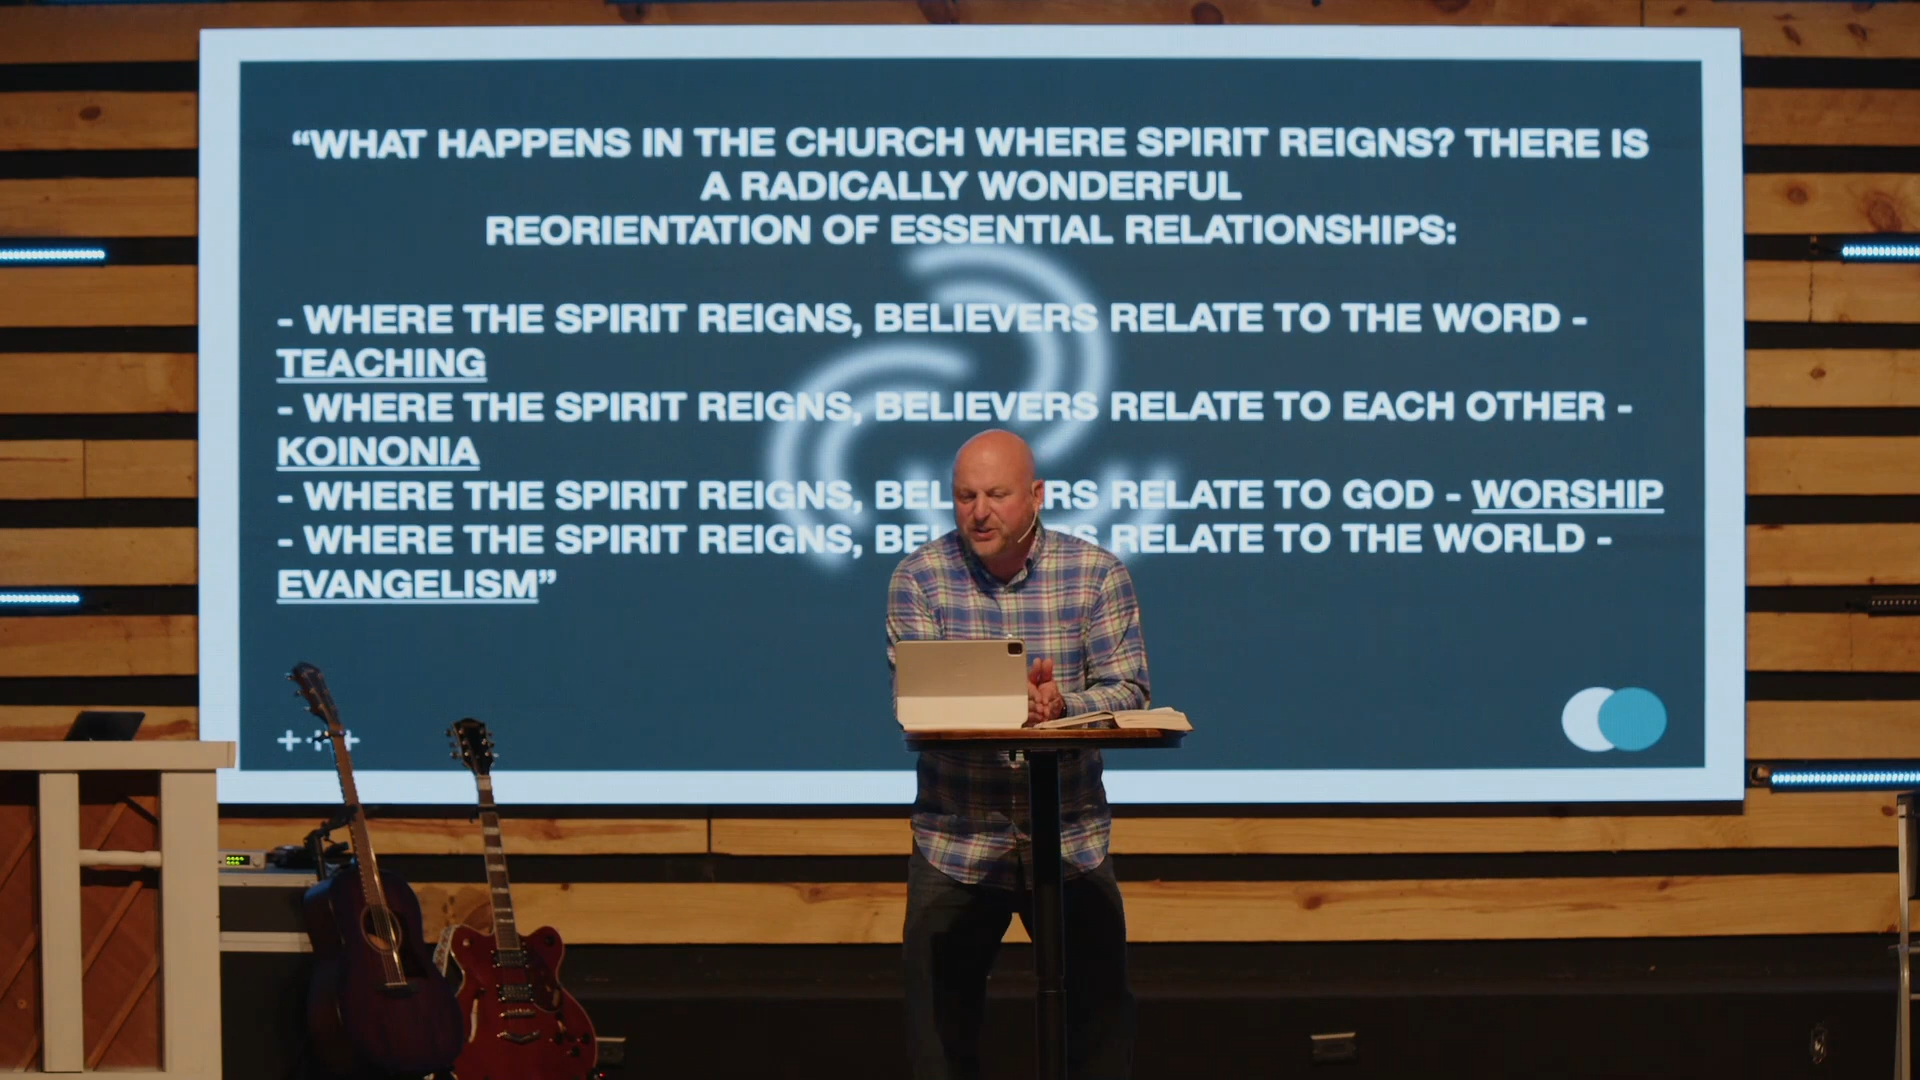 “WHAT HAPPENS IN THE CHURCH WHERE SPIRIT REIGNS? THERE IS
A RADICALLY WONDERFUL
REORIENTATION OF ESSENTIAL RELATIONSHIPS:
- WHERE THE SPIRIT REIGNS, BELIEVERS RELATE TO THE WORD -
TEACHING
- WHERE THE SPIRIT REIGNS, BELIEVERS RELATE TO EACH OTHER -
KOINONIA
- WHERE THE SPIRIT REIGNS, BELIEVERS RELATE TO GOD - WORSHIP
- WHERE THE SPIRIT REIGNS, BELIEVERS RELATE TO THE WORLD -
EVANGELISM”